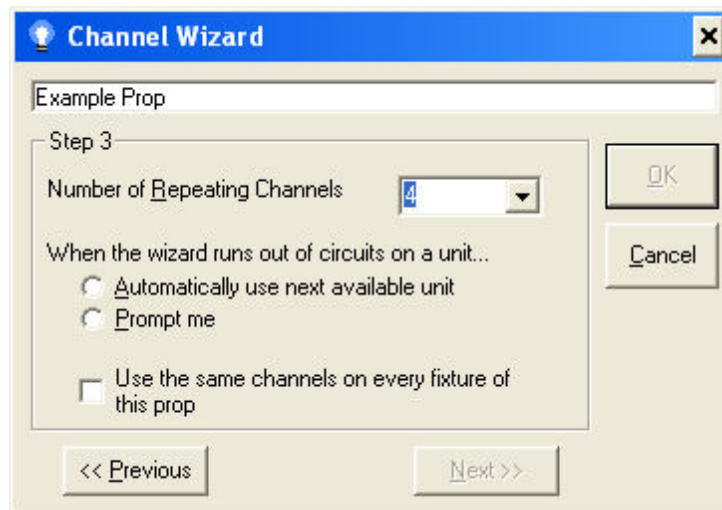 Channel Wizard
Example Prop
Step 3
Number of Repeating Channels 4
OK
When the wizard runs out of circuits on a unit...
Cancel
Automatically use next available unit
Prompt me
Use the same channels on every fixture of
this prop
<< Previous
Next >>